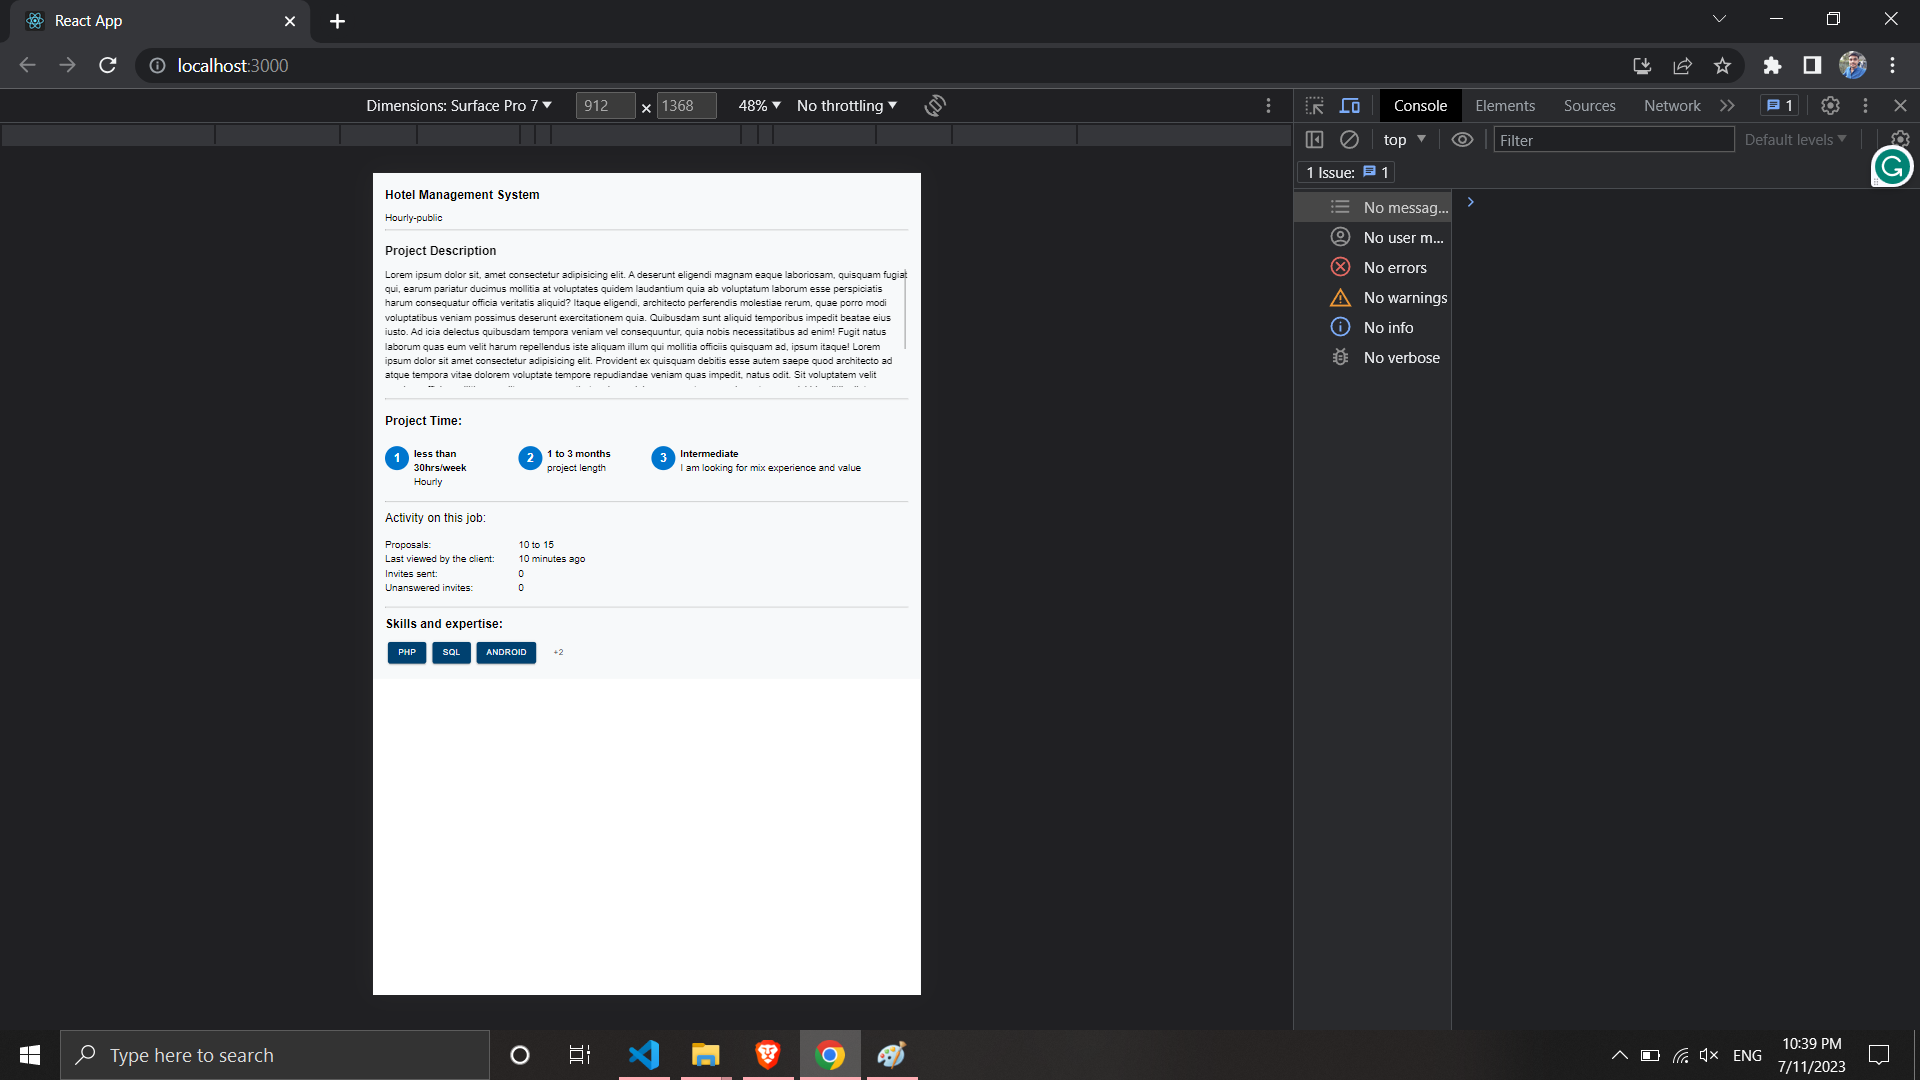 React App
localhost:3000
Dimensions: Surface Pro 7 912 × 1368 48% No throttling
Console Elements Sources Network 1
top Filter Default levels
1 Issue: 1
No messag...
No user m...
No errors
No warnings
No info
No verbose
Hotel Management System
Hourly-public
Project Description
Lorem ipsum dolor sit, amet consectetur adipisicing elit. A deserunt eligendi magnam eaque laboriosam, quisquam fugiat
qui, earum pariatur ducimus mollitia at voluptates quidem laudantium quia ab voluptatum laborum esse perspiciatis
harum consequatur officia veritatis aliquid? Itaque eligendi, architecto perferendis molestiae rerum, quae porro modi
voluptatibus veniam possimus deserunt exercitationem quia. Quibusdam sunt aliquid temporibus impedit beatae eius
iusto. Ad icia delectus quibusdam tempora veniam vel consequuntur, quia nobis necessitatibus ad enim! Fugit natus
laborum quas eum velit harum repellendus iste aliquam illum qui mollitia officiis quisquam ad, ipsum itaque! Lorem
ipsum dolor sit amet consectetur adipisicing elit. Provident ex quisquam debitis esse autem saepe quod architecto ad
atque tempora vitae dolorem voluptate tempore repudiandae veniam quas impedit, natus odit. Sit voluptatem velit
Project Time:
1 less than 30hrs/week Hourly
2 1 to 3 months project length
3 Intermediate I am looking for mix experience and value
Activity on this job:
Proposals: 10 to 15
Last viewed by the client: 10 minutes ago
Invites sent: 0
Unanswered invites: 0
Skills and expertise:
PHP SQL ANDROID +2
Type here to search
ENG
10:39 PM
7/11/2023